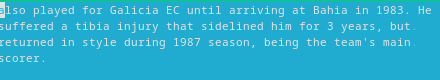 also played for Galicia EC until arriving at Bahia in 1983. He
suffered a tibia injury that sidelined him for 3 years, but
returned in style during 1987 season, being the team's main
scorer.